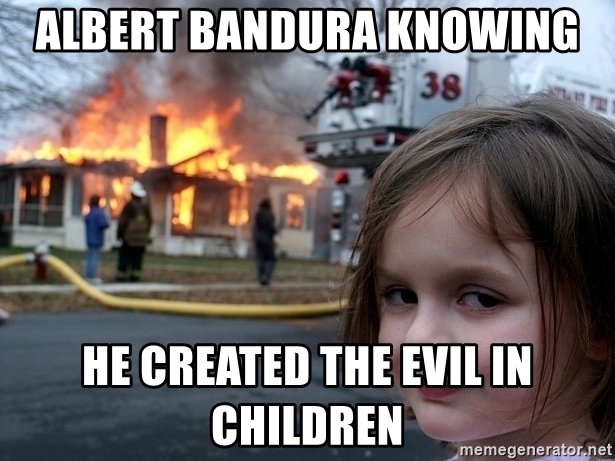 ALBERT BANDURA KNOWING
38
HE CREATED THE EVIL IN
CHILDREN
memegenerator.net